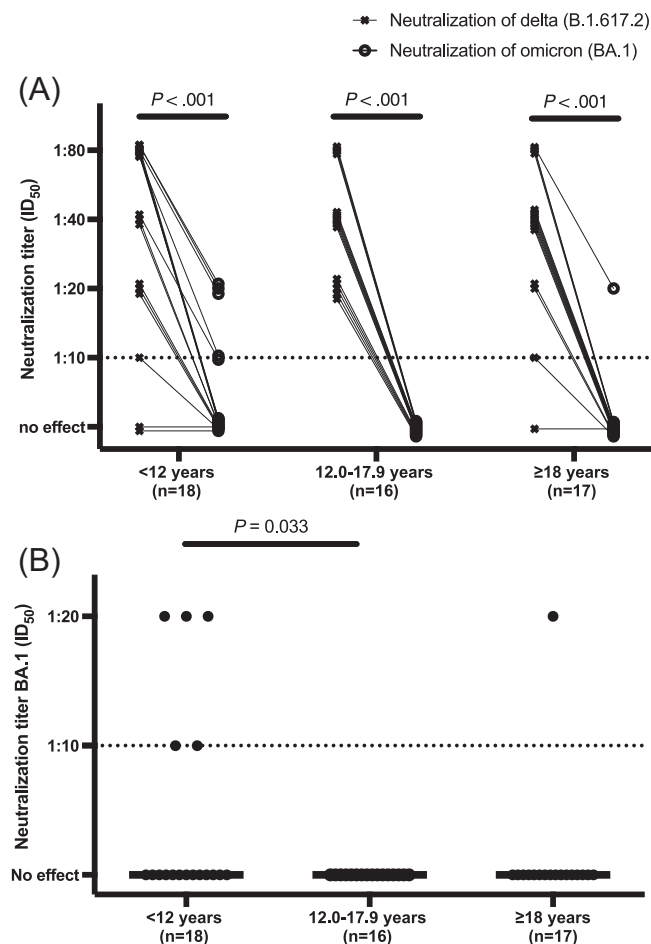 Neutralization of delta (B.1.617.2)
Neutralization of omicron (BA.1)
(A)
P < .001
P < .001
P < .001
Neutralization titer (ID50)
1:80
1:40
1:20
1:10
no effect
<12 years
(n=18)
12.0-17.9 years
(n=16)
≥18 years
(n=17)
P = 0.033
(B)
Neutralization titer BA.1 (ID50)
1:20
1:10
No effect
<12 years
(n=18)
12.0-17.9 years
(n=16)
≥18 years
(n=17)